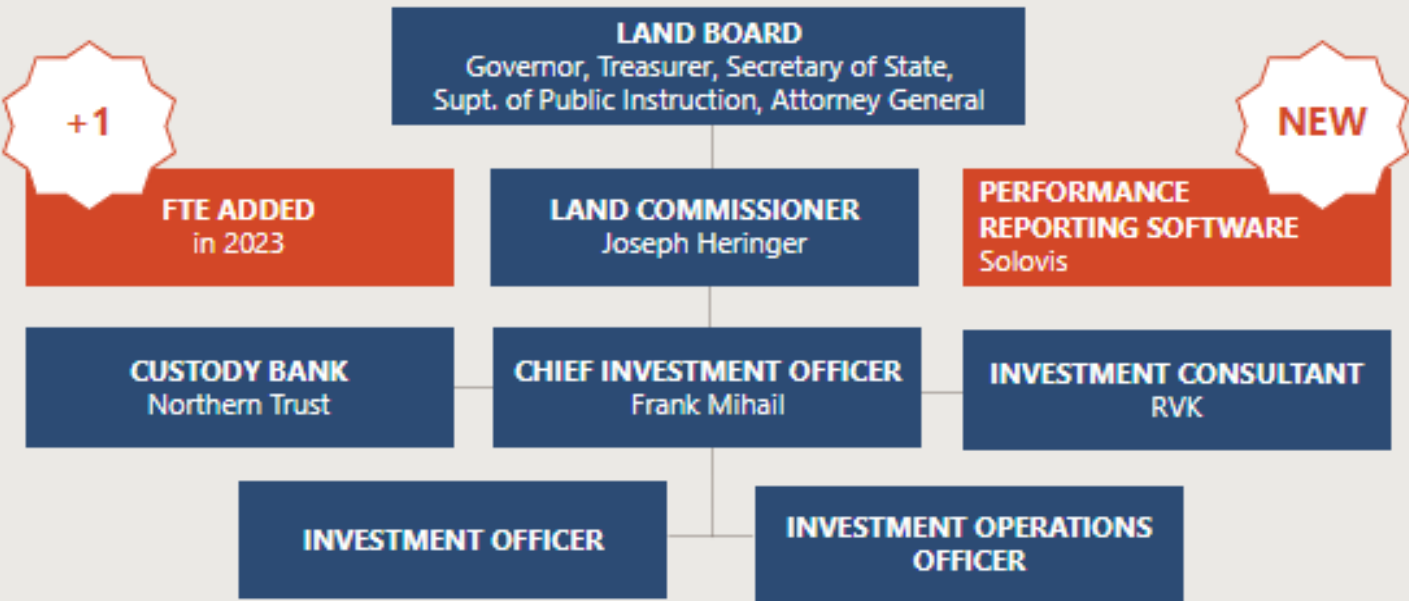 LAND BOARD
Governor, Treasurer, Secretary of State,
Supt. of Public Instruction, Attorney General
+1
NEW
FTE ADDED
in 2023
LAND COMMISSIONER
Joseph Heringer
PERFORMANCE
REPORTING SOFTWARE
Solovis
CUSTODY BANK
Northern Trust
CHIEF INVESTMENT OFFICER
Frank Mihail
INVESTMENT CONSULTANT
RVK
INVESTMENT OFFICER
INVESTMENT OPERATIONS
OFFICER